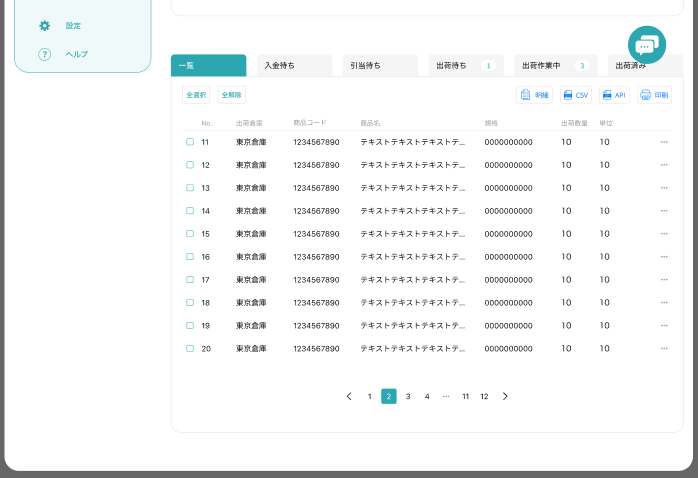 設定
ヘルプ
一覧 入金待ち 引当待ち 出荷待ち 1 出荷作業中 3 出荷済み
全選択 全解除 明細 CSV API 印刷
No. 出荷倉庫 商品コード 商品名 規格 出荷数量 単位
11 東京倉庫 1234567890 テキストテキストテキストテ... 0000000000 10 10 ...
12 東京倉庫 1234567890 テキストテキストテキストテ... 0000000000 10 10 ...
13 東京倉庫 1234567890 テキストテキストテキストテ... 0000000000 10 10 ...
14 東京倉庫 1234567890 テキストテキストテキストテ... 0000000000 10 10 ...
15 東京倉庫 1234567890 テキストテキストテキストテ... 0000000000 10 10 ...
16 東京倉庫 1234567890 テキストテキストテキストテ... 0000000000 10 10 ...
17 東京倉庫 1234567890 テキストテキストテキストテ... 0000000000 10 10 ...
18 東京倉庫 1234567890 テキストテキストテキストテ... 0000000000 10 10 ...
19 東京倉庫 1234567890 テキストテキストテキストテ... 0000000000 10 10 ...
20 東京倉庫 1234567890 テキストテキストテキストテ... 0000000000 10 10 ...
< 1 2 3 4 ... 11 12 >